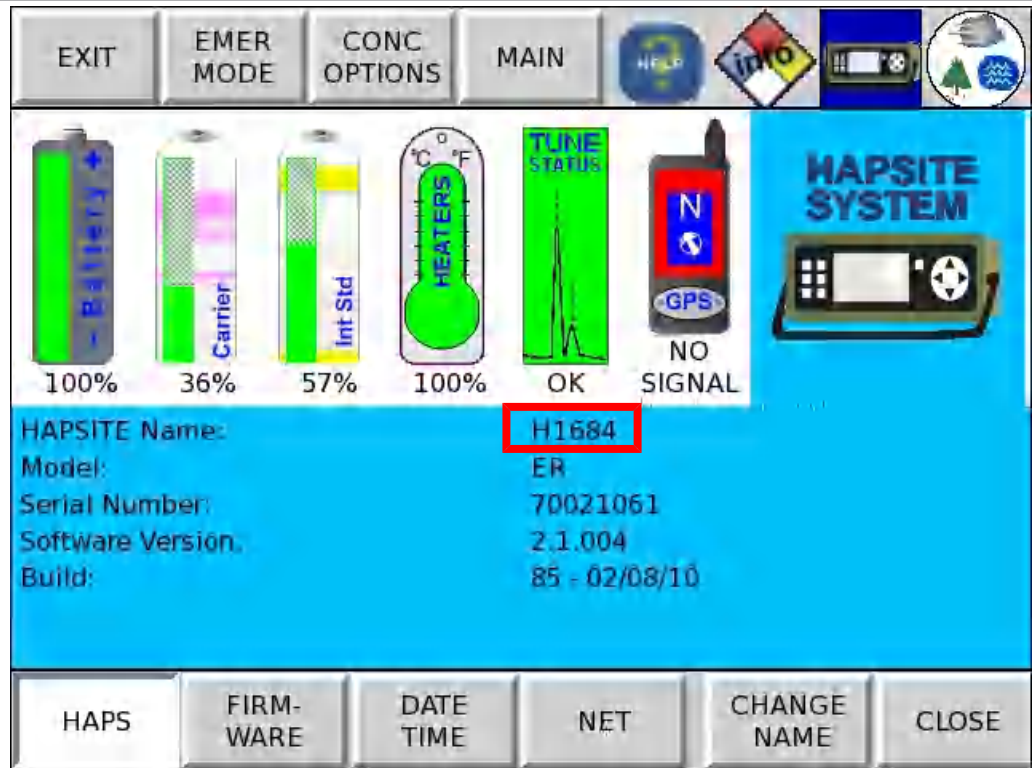 EXIT
EMER
MODE
CONC
OPTIONS
MAIN
HELP
info
- Battery +
Carrier
Int Std
°C °F
HEATERS
TUNE
STATUS
N
GPS
100%
36%
57%
100%
OK
NO
SIGNAL
HAPSITE
SYSTEM
HAPSITE Name: H1684
Model: ER
Serial Number: 70021061
Software Version: 2.1.004
Build: 85 - 02/08/10
HAPS
FIRM-
WARE
DATE
TIME
NET
CHANGE
NAME
CLOSE